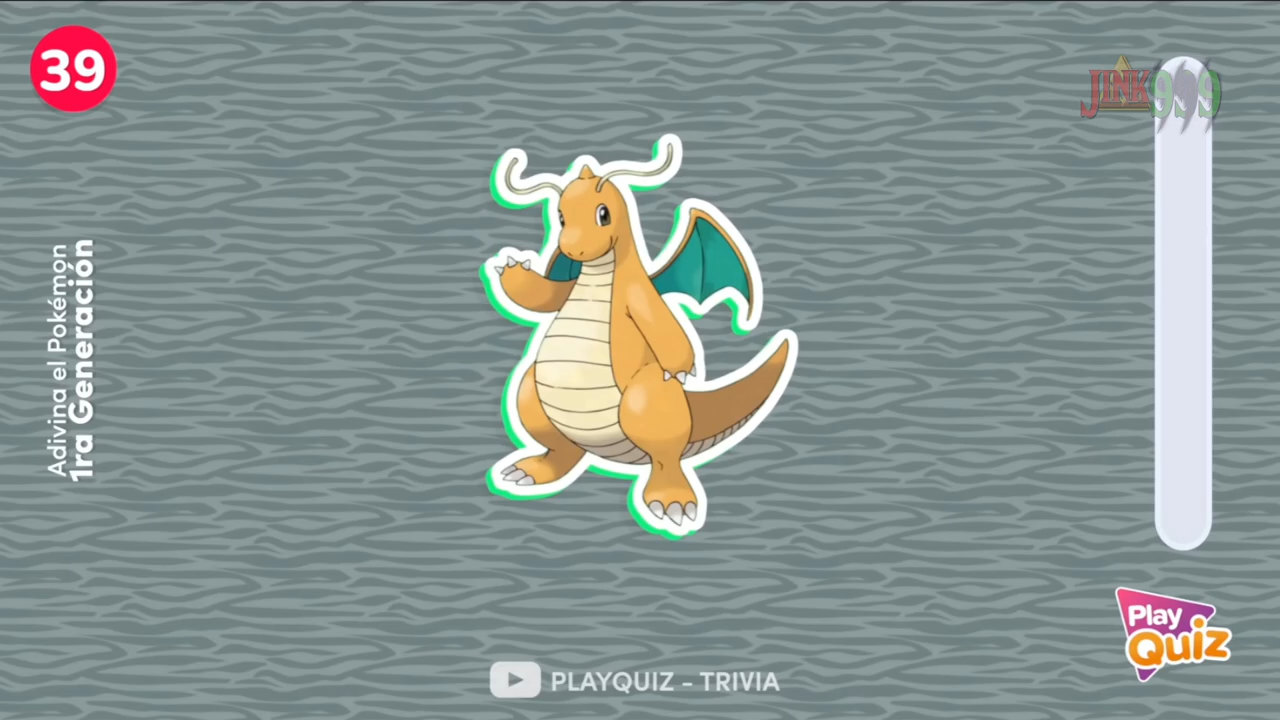 39
JINK999
Adivina el Pokémon
1ra Generación
Play
Quiz
PLAYQUIZ - TRIVIA